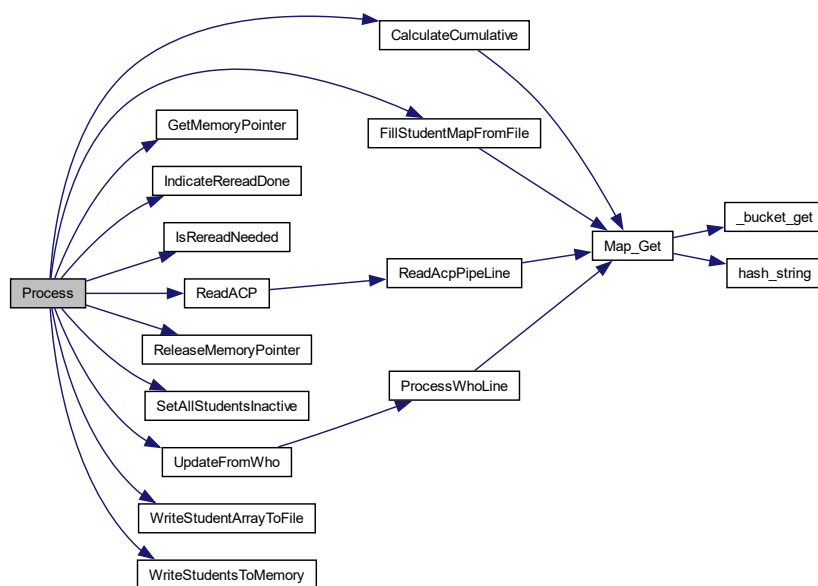 CalculateCumulative
GetMemoryPointer
FillStudentMapFromFile
IndicateRereadDone
_bucket_get
IsRereadNeeded
Map_Get
Process
ReadACP
ReadAcpPipeLine
hash_string
ReleaseMemoryPointer
SetAllStudentsInactive
ProcessWhoLine
UpdateFromWho
WriteStudentArrayToFile
WriteStudentsToMemory